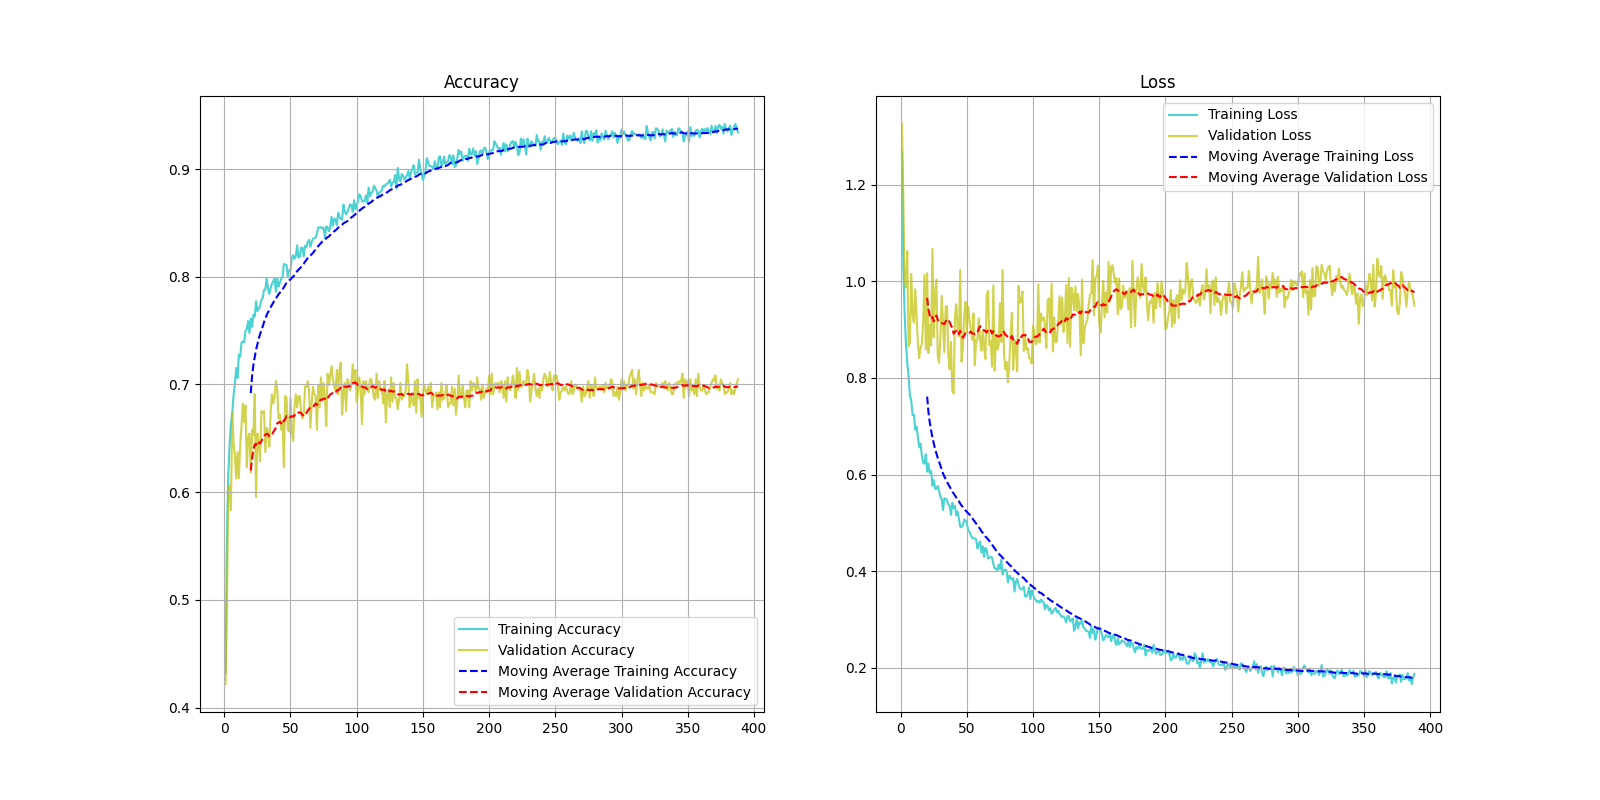 Accuracy
0.9
0.8
0.7
0.6
0.5
0.4
0 50 100 150 200 250 300 350 400
Training Accuracy
Validation Accuracy
Moving Average Training Accuracy
Moving Average Validation Accuracy
Loss
1.2
1.0
0.8
0.6
0.4
0.2
0 50 100 150 200 250 300 350 400
Training Loss
Validation Loss
Moving Average Training Loss
Moving Average Validation Loss